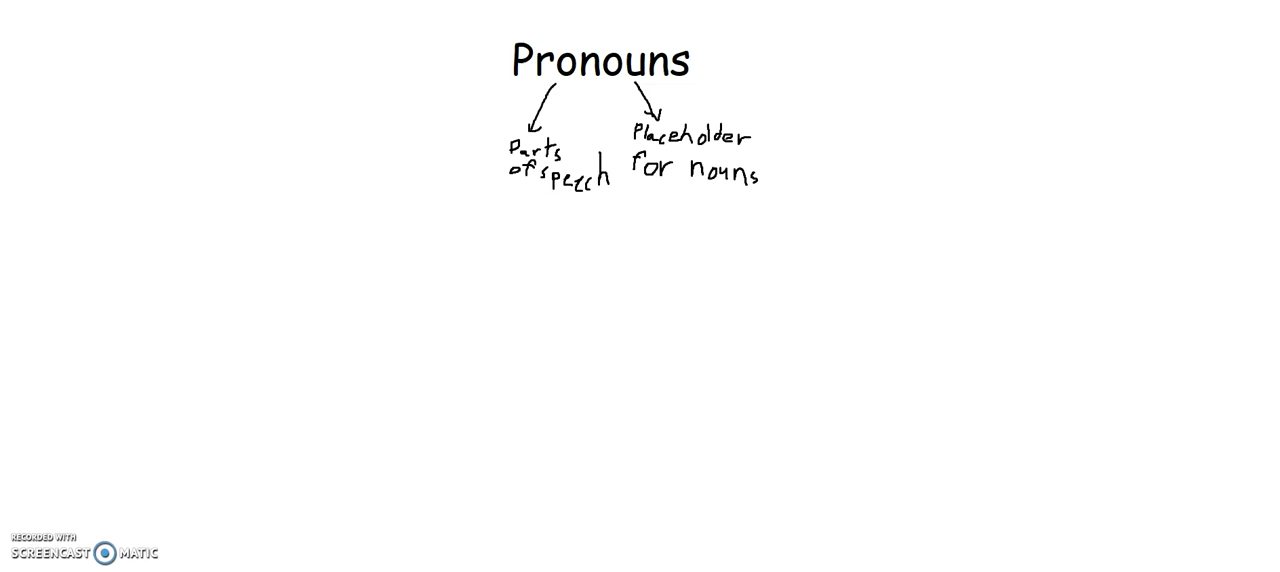 Pronouns
Parts
of speech
Placeholder
for nouns
RECORDED WITH
SCREENCAST MATIC